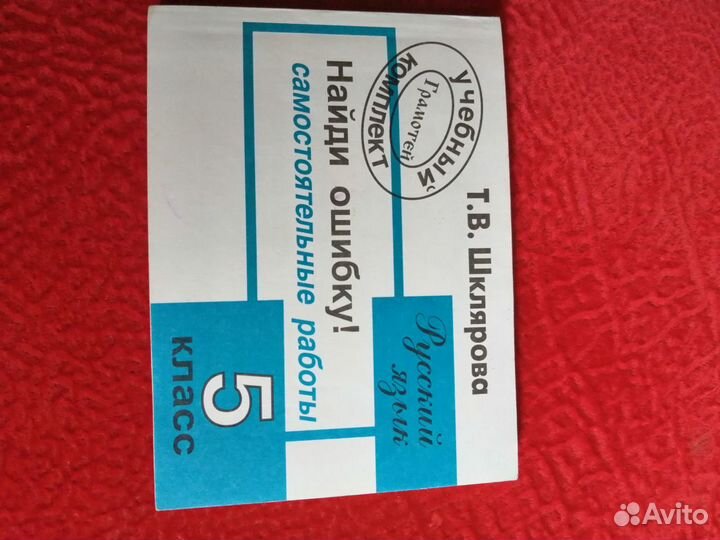 Т.В. Шклярова
учебный
комплект
Грамотей
Русский
язык
Найди ошибку!
самостоятельные работы
5
класс
Avito